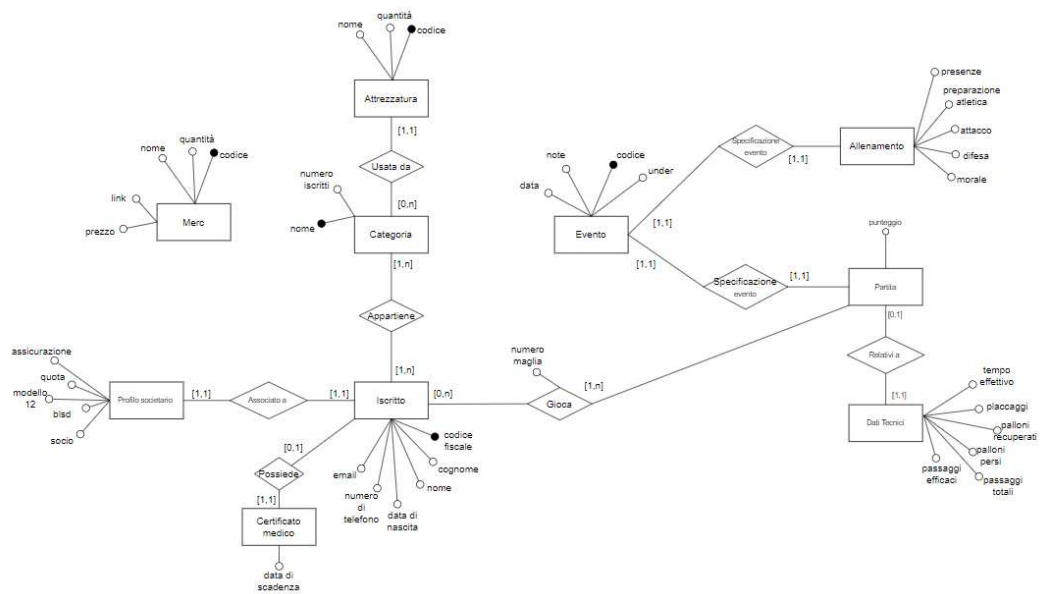 nome
quantità
codice
Attrezzatura
[1,1]
Usata da
[0,n]
numero
iscritti
nome
Categoria
[1,n]
Appartiene
[1,n]
nome
quantità
codice
link
prezzo
Merc
presenze
preparazione
atletica
attacco
difesa
morale
Allenamento
[1,1]
Specificazione!
evento
[1,1]
note
codice
under
data
Evento
[1,1]
Specificazione
evento
[1,1]
punteggio
Partita
[0,1]
Relativi a
[1,1]
Dati Tecnici
tempo
effettivo
placcaggi
palloni
recuperati
palloni
persi
passaggi
totali
passaggi
efficaci
assicurazione
quota
modello
12
blsd
socio
Profilo societario
[1,1]
Associato a
[1,1]
Iscritto
[0,n]
numero
maglia
Gioca
[1,n]
codice
fiscale
cognome
nome
data di
nascita
numero
di
telefono
email
[0,1]
Possiede
[1,1]
Certificato
medico
data di
scadenza